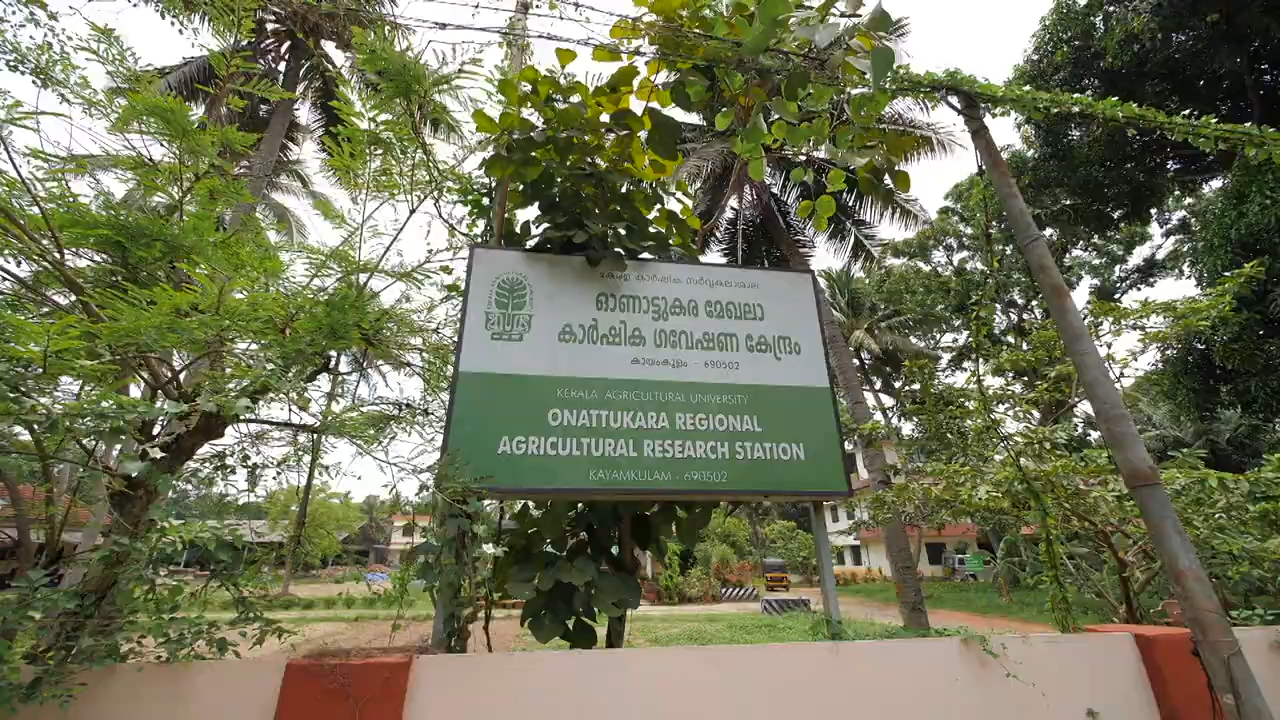 കേരള കാർഷിക സർവ്വകലാശാല
ഓണാട്ടുകര മേഖലാ
കാർഷിക ഗവേഷണ കേന്ദ്രം
കായംകുളം - 690502
KERALA AGRICULTURAL UNIVERSITY
ONATTUKARA REGIONAL
AGRICULTURAL RESEARCH STATION
KAYAMKULAM - 690502